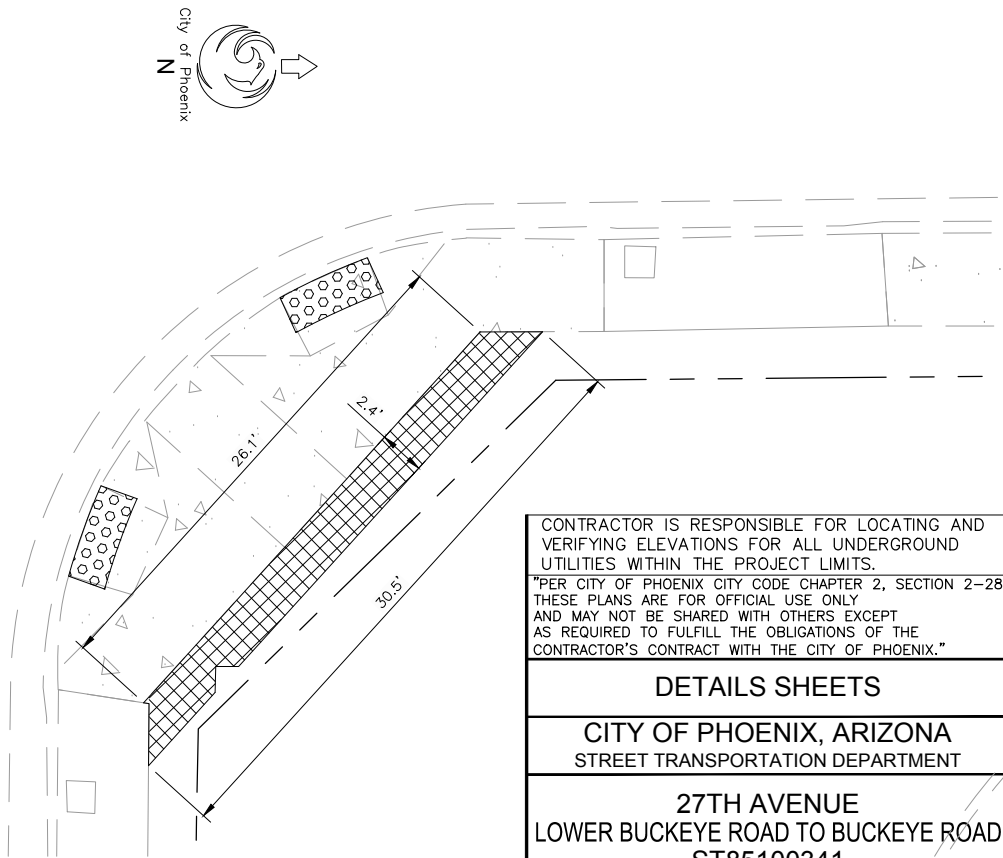 City of Phoenix
N
26.1'
2.4'
30.5'
CONTRACTOR IS RESPONSIBLE FOR LOCATING AND
VERIFYING ELEVATIONS FOR ALL UNDERGROUND
UTILITIES WITHIN THE PROJECT LIMITS.
"PER CITY OF PHOENIX CITY CODE CHAPTER 2, SECTION 2-28
THESE PLANS ARE FOR OFFICIAL USE ONLY
AND MAY NOT BE SHARED WITH OTHERS EXCEPT
AS REQUIRED TO FULFILL THE OBLIGATIONS OF THE
CONTRACTOR'S CONTRACT WITH THE CITY OF PHOENIX."
DETAILS SHEETS
CITY OF PHOENIX, ARIZONA
STREET TRANSPORTATION DEPARTMENT
27TH AVENUE
LOWER BUCKEYE ROAD TO BUCKEYE ROAD